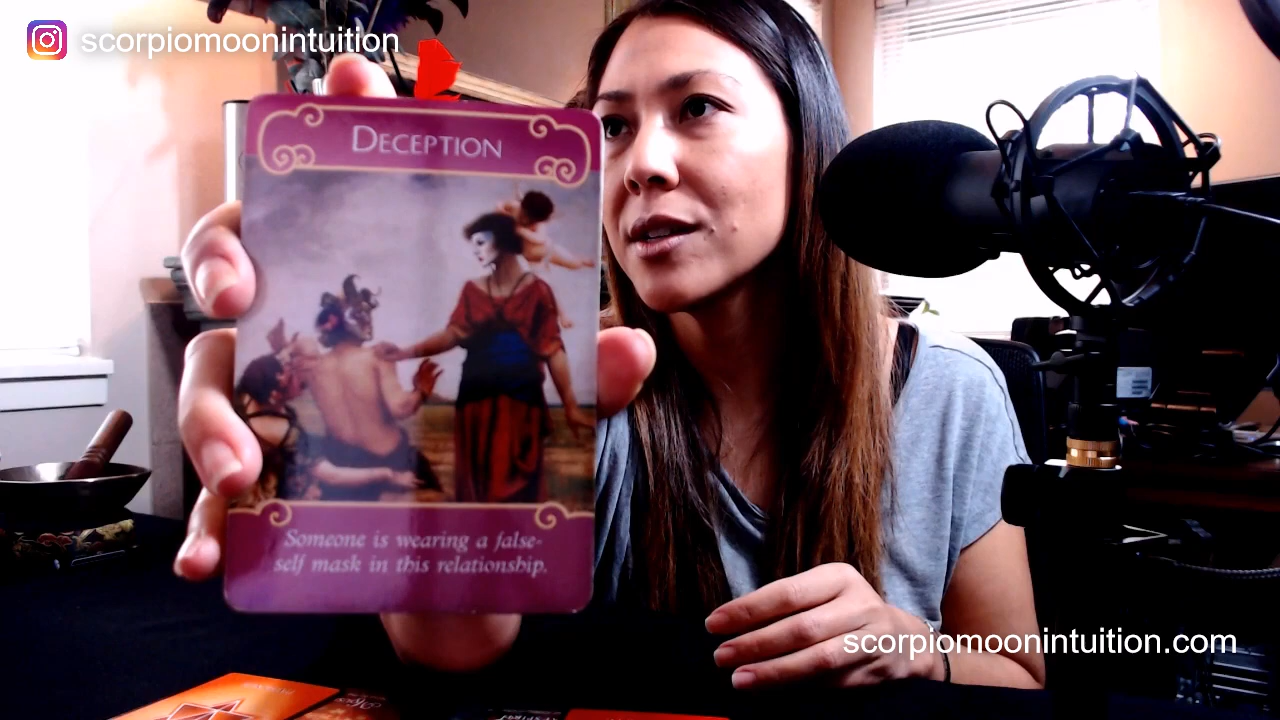 scorpiomoonintuition
DECEPTION
Someone is wearing a false-
self mask in this relationship.
scorpiomoonintuition.com